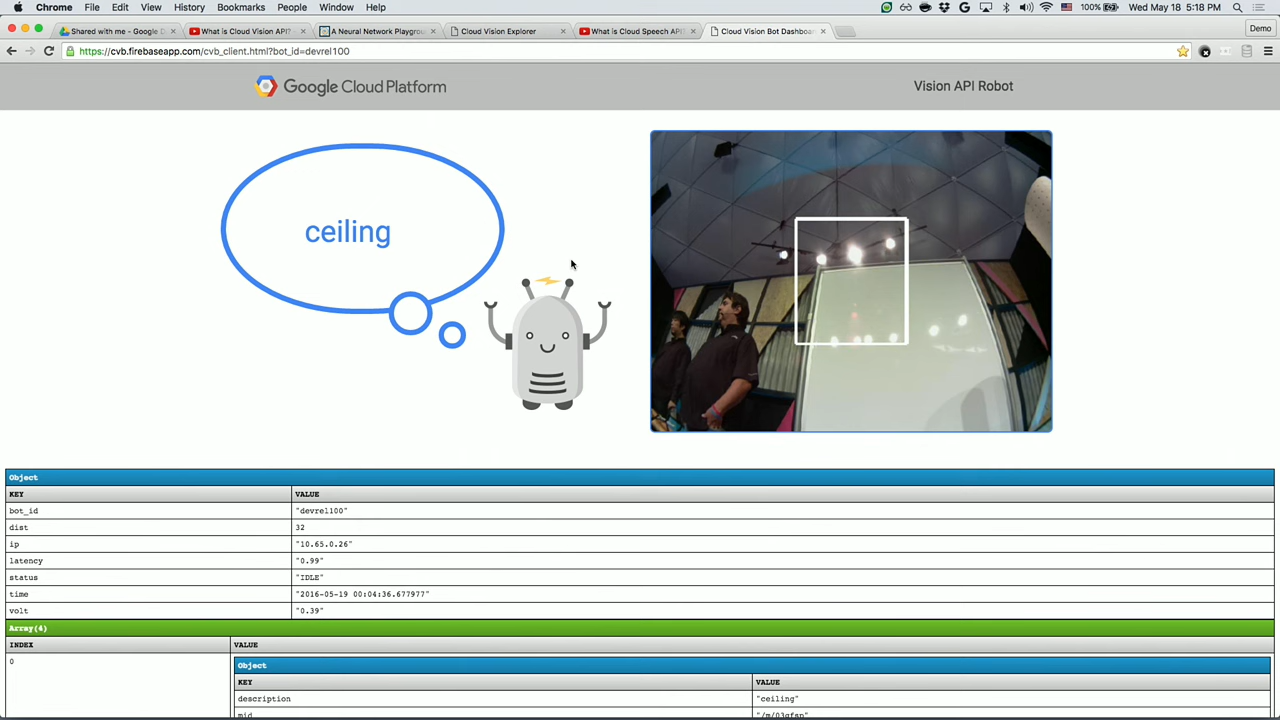 Chrome File Edit View History Bookmarks People Window Help 100% Wed May 18 5:18 PM
Shared with me - Google D What is Cloud Vision API? A Neural Network Playgrou Cloud Vision Explorer What is Cloud Speech API? Cloud Vision Bot Dashboa Demo
https://cvb.firebaseapp.com/cvb_client.html?bot_id=devrel100
Google Cloud Platform Vision API Robot
ceiling
Object
KEY VALUE
bot_id "devrel100"
dist 32
ip "10.65.0.26"
latency "0.99"
status "IDLE"
time "2016-05-19 00:04:36.677977"
volt "0.39"
Array(4)
INDEX VALUE
0 Object
KEY VALUE
description "ceiling"
mid